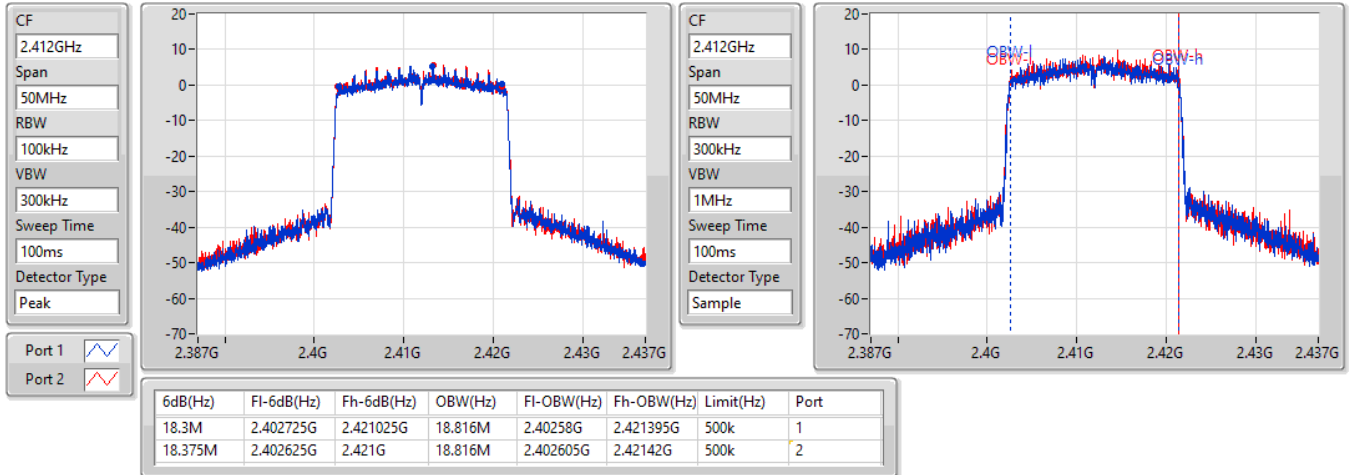 CF
2.412GHz
Span
50MHz
RBW
100kHz
VBW
300kHz
Sweep Time
100ms
Detector Type
Peak
Port 1
Port 2
20
10
0
-10
-20
-30
-40
-50
-60
-70
2.387G 2.4G 2.41G 2.42G 2.43G 2.437G
CF
2.412GHz
Span
50MHz
RBW
300kHz
VBW
1MHz
Sweep Time
100ms
Detector Type
Sample
20
10
0
-10
-20
-30
-40
-50
-60
-70
OBW-l OBW-h
OBW-l OBW-h
2.387G 2.4G 2.41G 2.42G 2.43G 2.437G
6dB(Hz) Fl-6dB(Hz) Fh-6dB(Hz) OBW(Hz) Fl-OBW(Hz) Fh-OBW(Hz) Limit(Hz) Port
18.3M 2.402725G 2.421025G 18.816M 2.40258G 2.421395G 500k 1
18.375M 2.402625G 2.421G 18.816M 2.402605G 2.42142G 500k 2